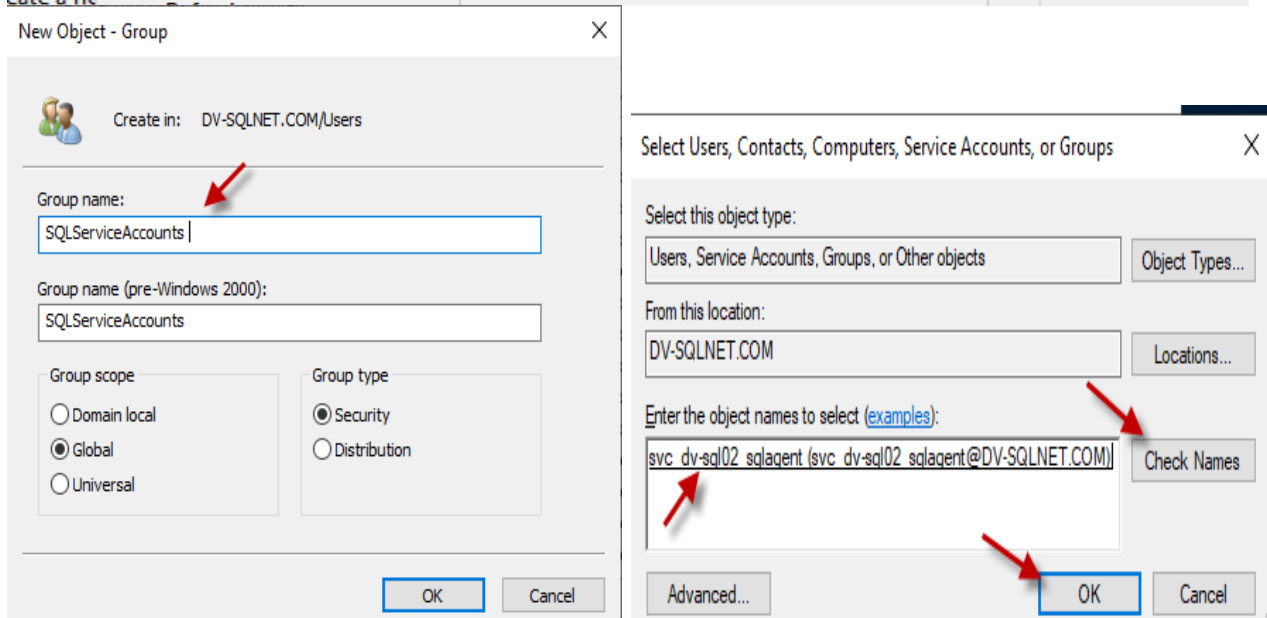 New Object - Group
Create in: DV-SQLNET.COM/Users
Group name:
SQLServiceAccounts
Group name (pre-Windows 2000):
SQLServiceAccounts
Group scope
Domain local
Global
Universal
Group type
Security
Distribution
OK
Cancel
Select Users, Contacts, Computers, Service Accounts, or Groups
Select this object type:
Users, Service Accounts, Groups, or Other objects
Object Types...
From this location:
DV-SQLNET.COM
Locations...
Enter the object names to select (examples):
svc_dv-sql02_sqlagent (svc_dv-sql02_sqlagent@DV-SQLNET.COM)
Check Names
Advanced...
OK
Cancel